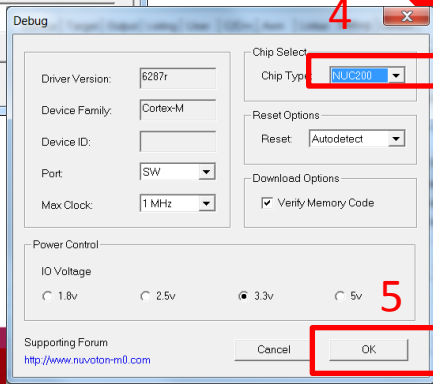 4
Debug
Driver Version: 6287r
Device Family: Cortex-M
Device ID:
Port: SW
Max Clock: 1 MHz
Chip Select
Chip Type: NUC200
Reset Options
Reset: Autodetect
Download Options
Verify Memory Code
Power Control
IO Voltage
1.8v 2.5v 3.3v 5v
5
Supporting Forum
http://www.nuvoton-m0.com
Cancel OK